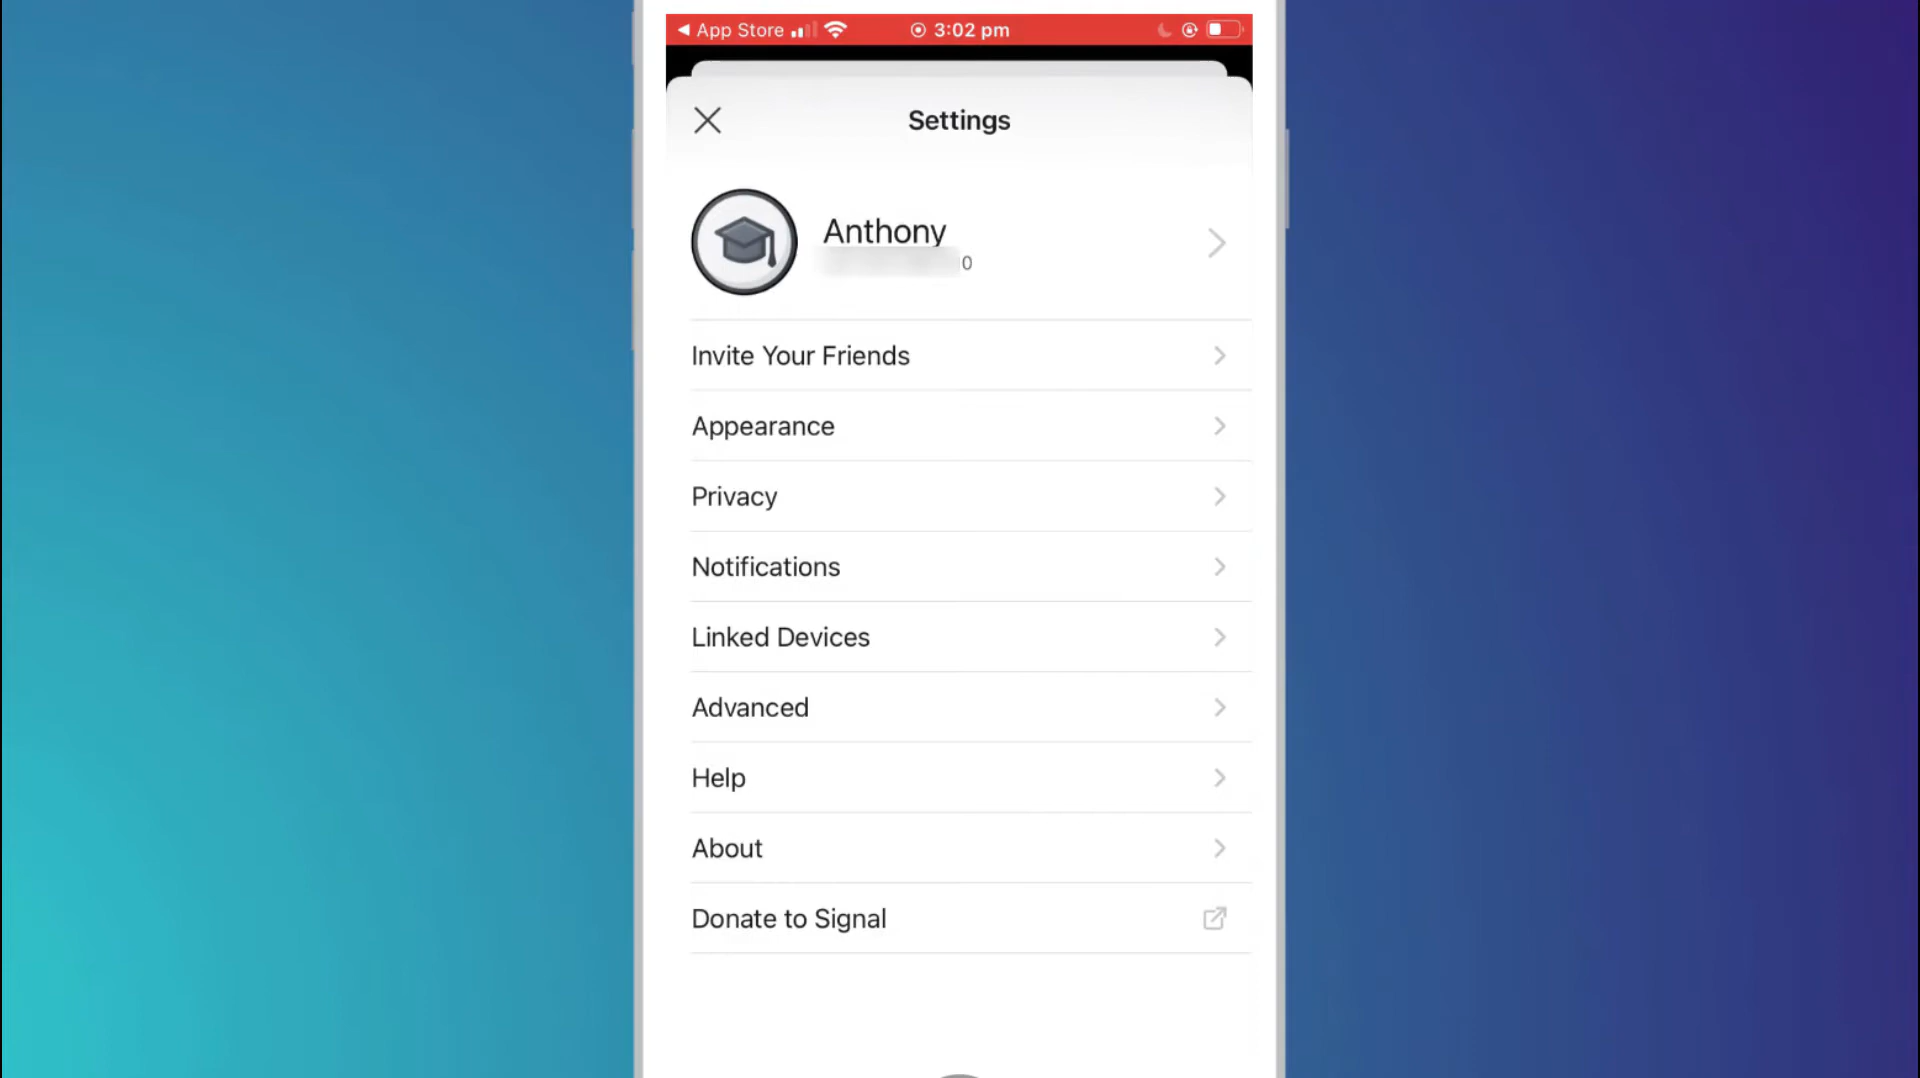 App Store
3:02 pm
Settings
Anthony
0
Invite Your Friends
Appearance
Privacy
Notifications
Linked Devices
Advanced
Help
About
Donate to Signal